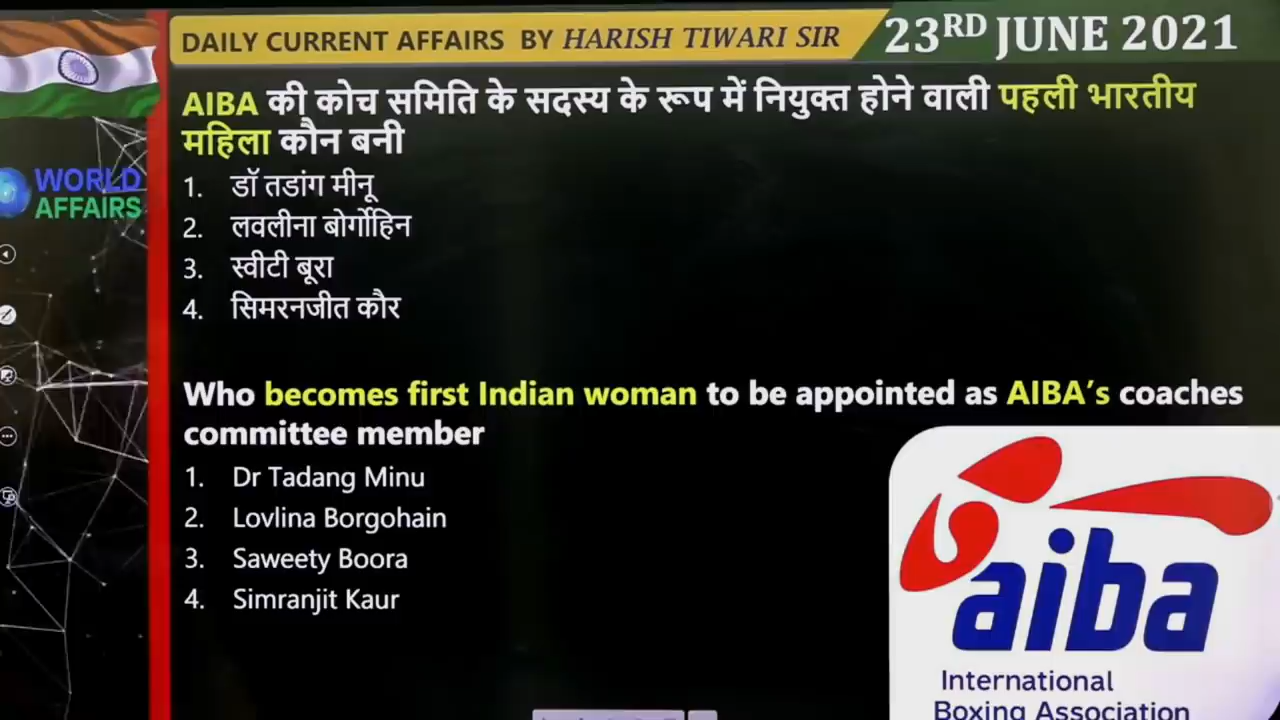 DAILY CURRENT AFFAIRS BY HARISH TIWARI SIR
23RD JUNE 2021
AIBA की कोच समिति के सदस्य के रूप में नियुक्त होने वाली पहली भारतीय
महिला कौन बनी
1. डॉ तडांग मीनू
2. लवलीना बोर्गोहिन
3. स्वीटी बूरा
4. सिमरनजीत कौर
WORLD
AFFAIRS
Who becomes first Indian woman to be appointed as AIBA's coaches
committee member
1. Dr Tadang Minu
2. Lovlina Borgohain
3. Saweety Boora
4. Simranjit Kaur
aiba
International
Boxing Association